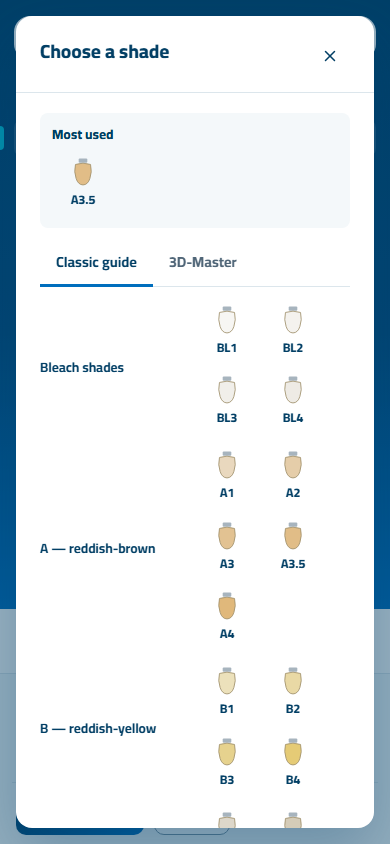 Choose a shade
Most used
A3.5
Classic guide
3D-Master
Bleach shades
BL1
BL2
BL3
BL4
A — reddish-brown
A1
A2
A3
A3.5
A4
B — reddish-yellow
B1
B2
B3
B4